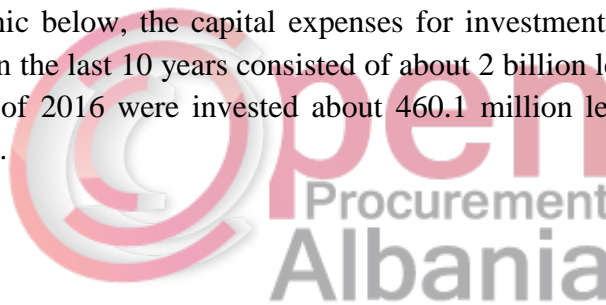 nic below, the capital expenses for investment
n the last 10 years consisted of about 2 billion l
of 2016 were invested about 460.1 million le
.
Open
Procurement
Albania